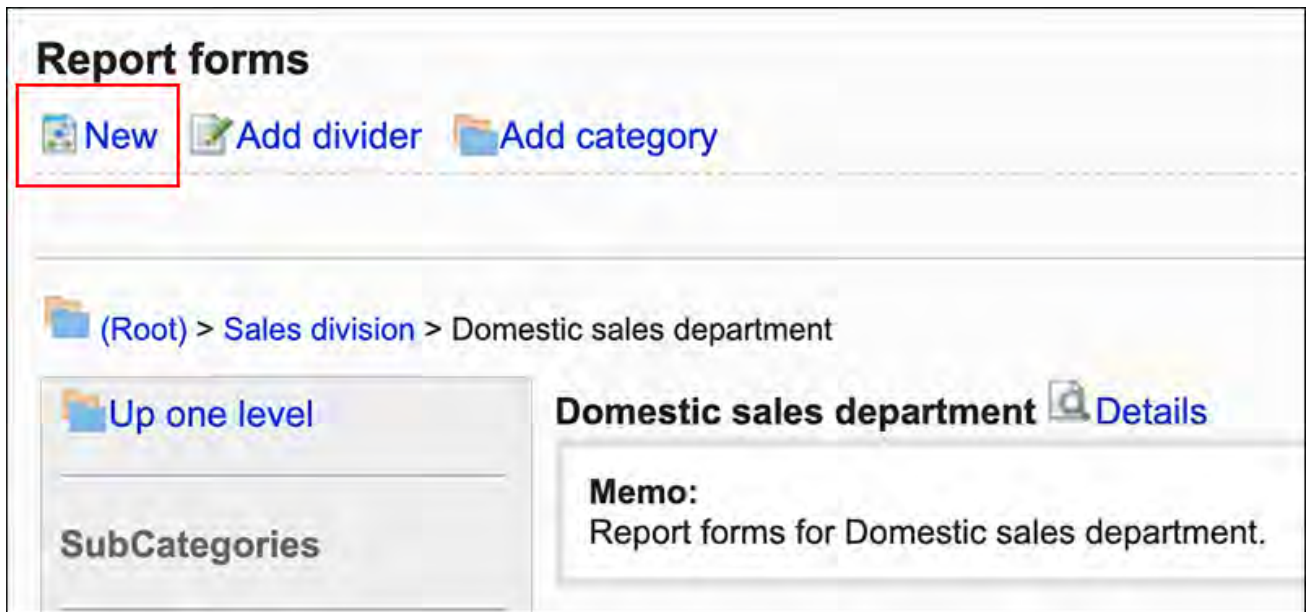 Report forms
New Add divider Add category
(Root) > Sales division > Domestic sales department
Up one level
SubCategories
Domestic sales department Details
Memo:
Report forms for Domestic sales department.